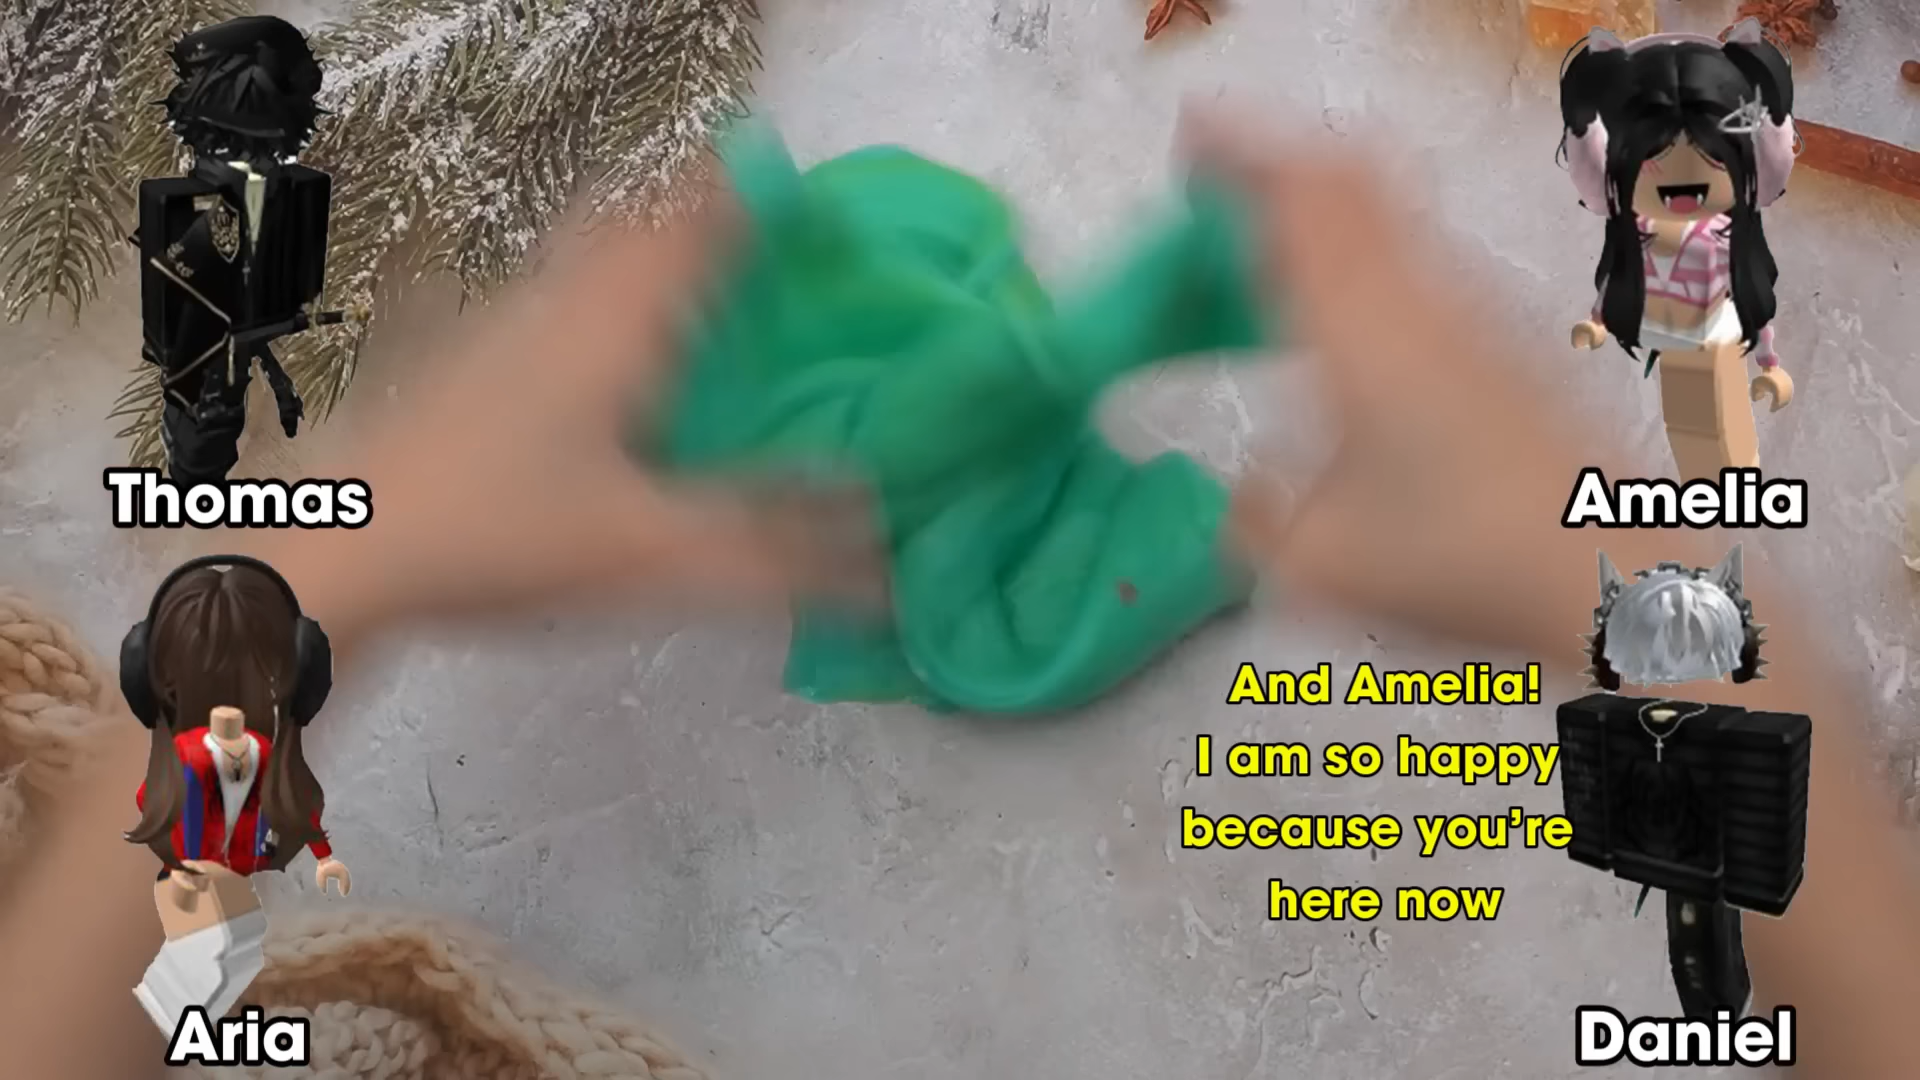 Thomas
Amelia
And Amelia!
I am so happy
because you're
here now
Aria
Daniel